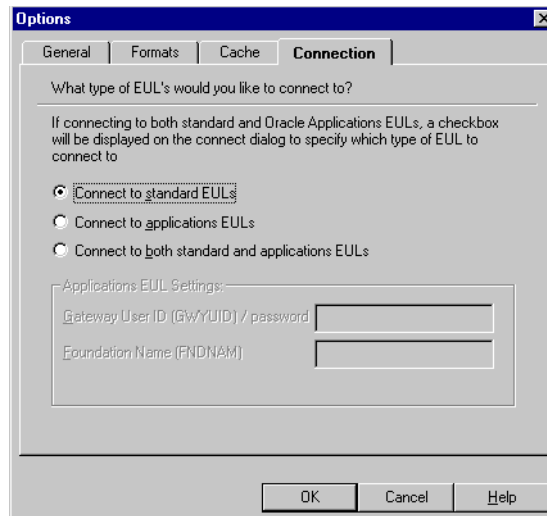 Options
General Formats Cache Connection
What type of EUL's would you like to connect to?
If connecting to both standard and Oracle Applications EULs, a checkbox
will be displayed on the connect dialog to specify which type of EUL to
connect to
Connect to standard EULs
Connect to applications EULs
Connect to both standard and applications EULs
Applications EUL Settings:
Gateway User ID (GWYUID) / password
Foundation Name (FNDNAM)
OK Cancel Help